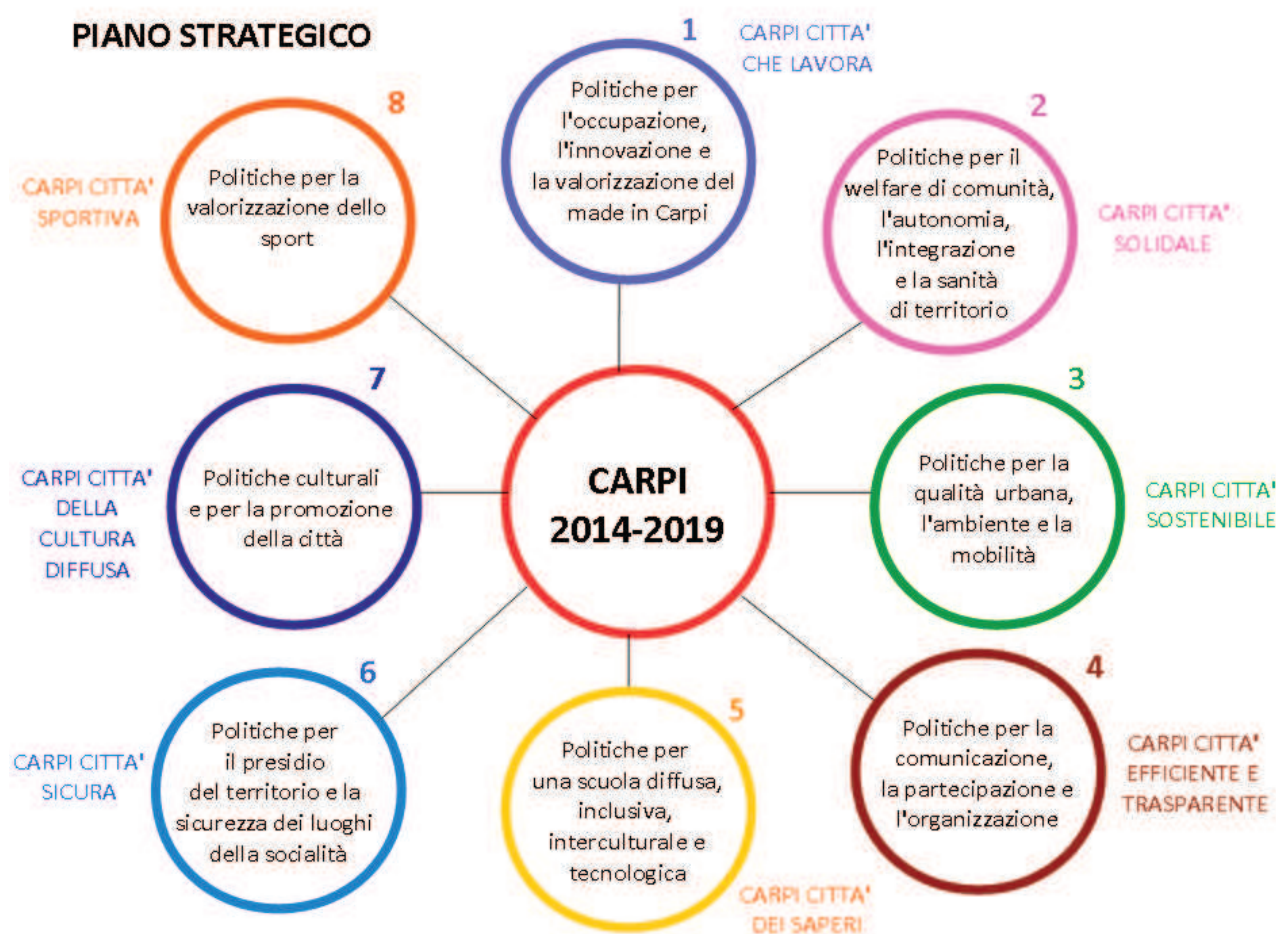 PIANO STRATEGICO
1
CARPI CITTA'
CHE LAVORA
Politiche per
l'occupazione,
l'innovazione e
la valorizzazione del
made in Carpi
2
CARPI CITTA'
SOLIDALE
Politiche per il
welfare di comunità,
l'autonomia,
l'integrazione
e la sanità
di territorio
3
CARPI CITTA'
SOSTENIBILE
Politiche per la
qualità urbana,
l'ambiente e la
mobilità
4
CARPI CITTA'
EFFICIENTE E
TRASPARENTE
Politiche per la
comunicazione,
la partecipazione e
l'organizzazione
5
CARPI CITTA'
DEI SAPERI
Politiche per
una scuola diffusa,
inclusiva,
interculturale e
tecnologica
6
CARPI CITTA'
SICURA
Politiche per
il presidio
del territorio e la
sicurezza dei luoghi
della socialità
7
CARPI CITTA'
DELLA
CULTURA
DIFFUSA
Politiche culturali
e per la promozione
della città
8
CARPI CITTA'
SPORTIVA
Politiche per la
valorizzazione dello
sport
CARPI
2014-2019